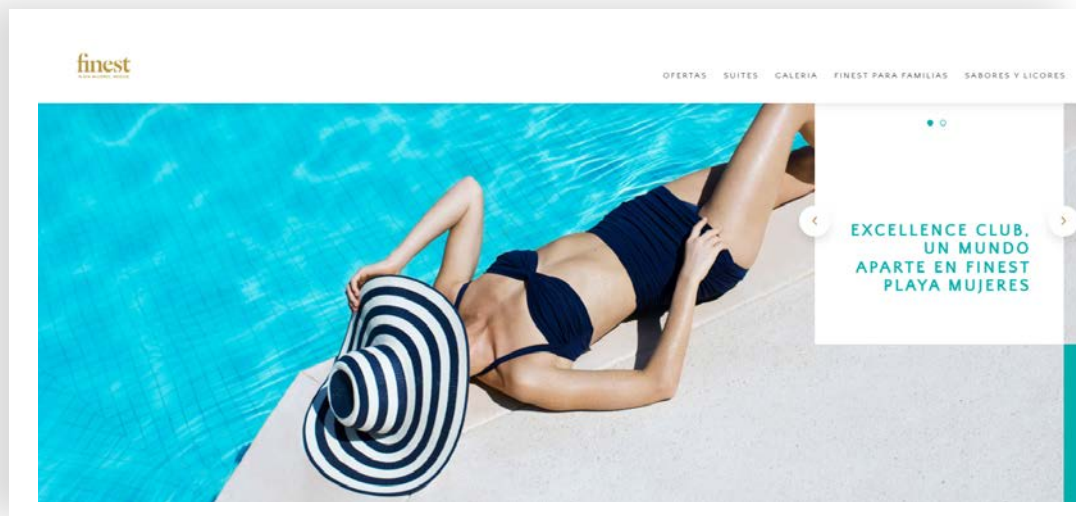 finest
OFERTAS SUITES GALERIA FINEST PARA FAMILIAS SABORES Y LICORES
EXCELLENCE CLUB,
UN MUNDO
APARTE EN FINEST
PLAYA MUJERES